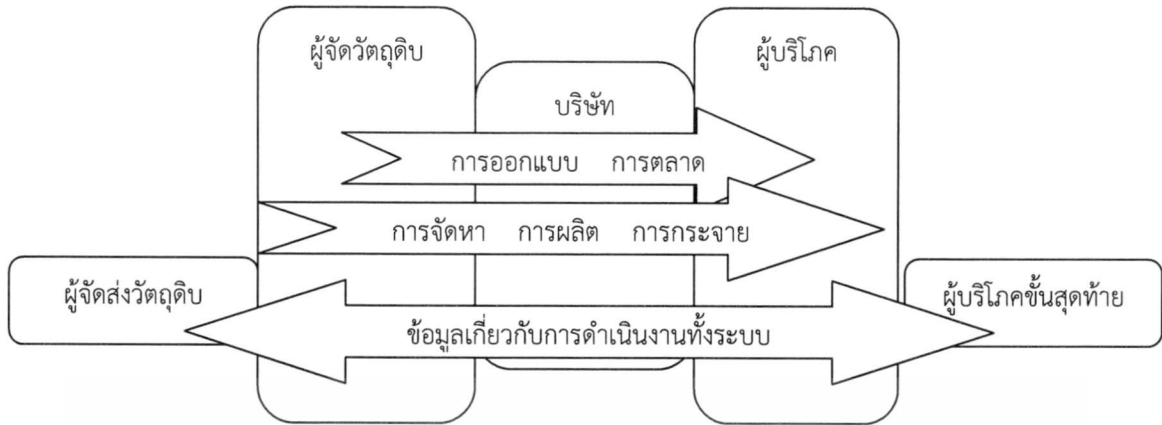 ผู้จัดวัตถุดิบ
ผู้บริโภค
บริษัท
การออกแบบ การตลาด
การจัดหา การผลิต การกระจาย
ผู้จัดส่งวัตถุดิบ
ผู้บริโภคขั้นสุดท้าย
ข้อมูลเกี่ยวกับการดำเนินงานทั้งระบบ